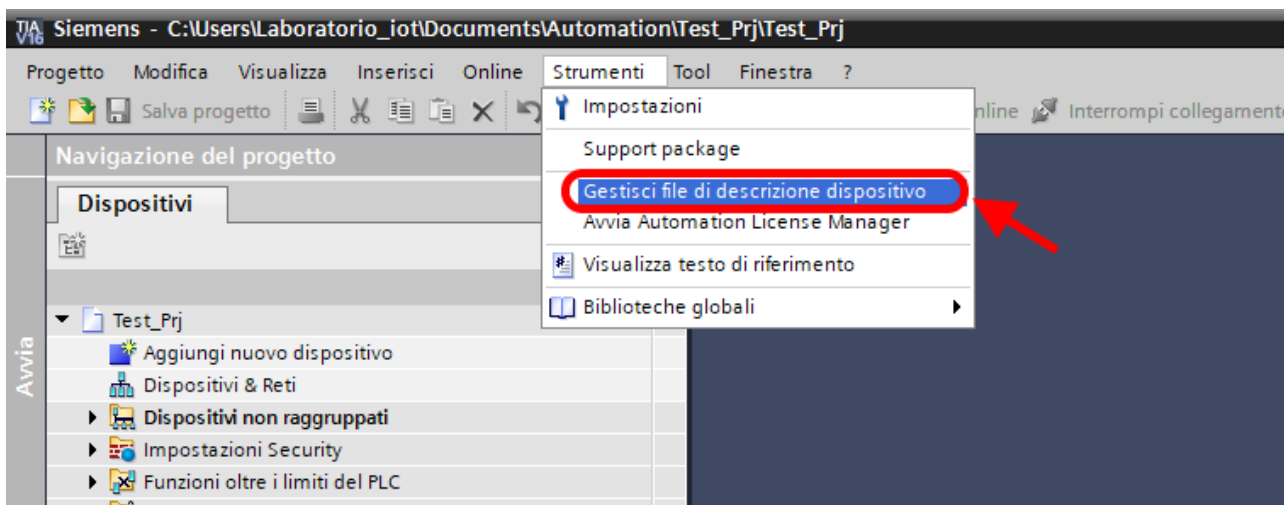 TIA V16 Siemens - C:\Users\Laboratorio_iot\Documents\Automation\Test_Prj\Test_Prj
Progetto Modifica Visualizza Inserisci Online Strumenti Tool Finestra ?
Salva progetto nline Interrompi collegamento
Impostazioni
Support package
Gestisci file di descrizione dispositivo
Avvia Automation License Manager
Visualizza testo di riferimento
Biblioteche globali
Navigazione del progetto
Dispositivi
Avvia
Test_Prj
Aggiungi nuovo dispositivo
Dispositivi & Reti
Dispositivi non raggruppati
Impostazioni Security
Funzioni oltre i limiti del PLC